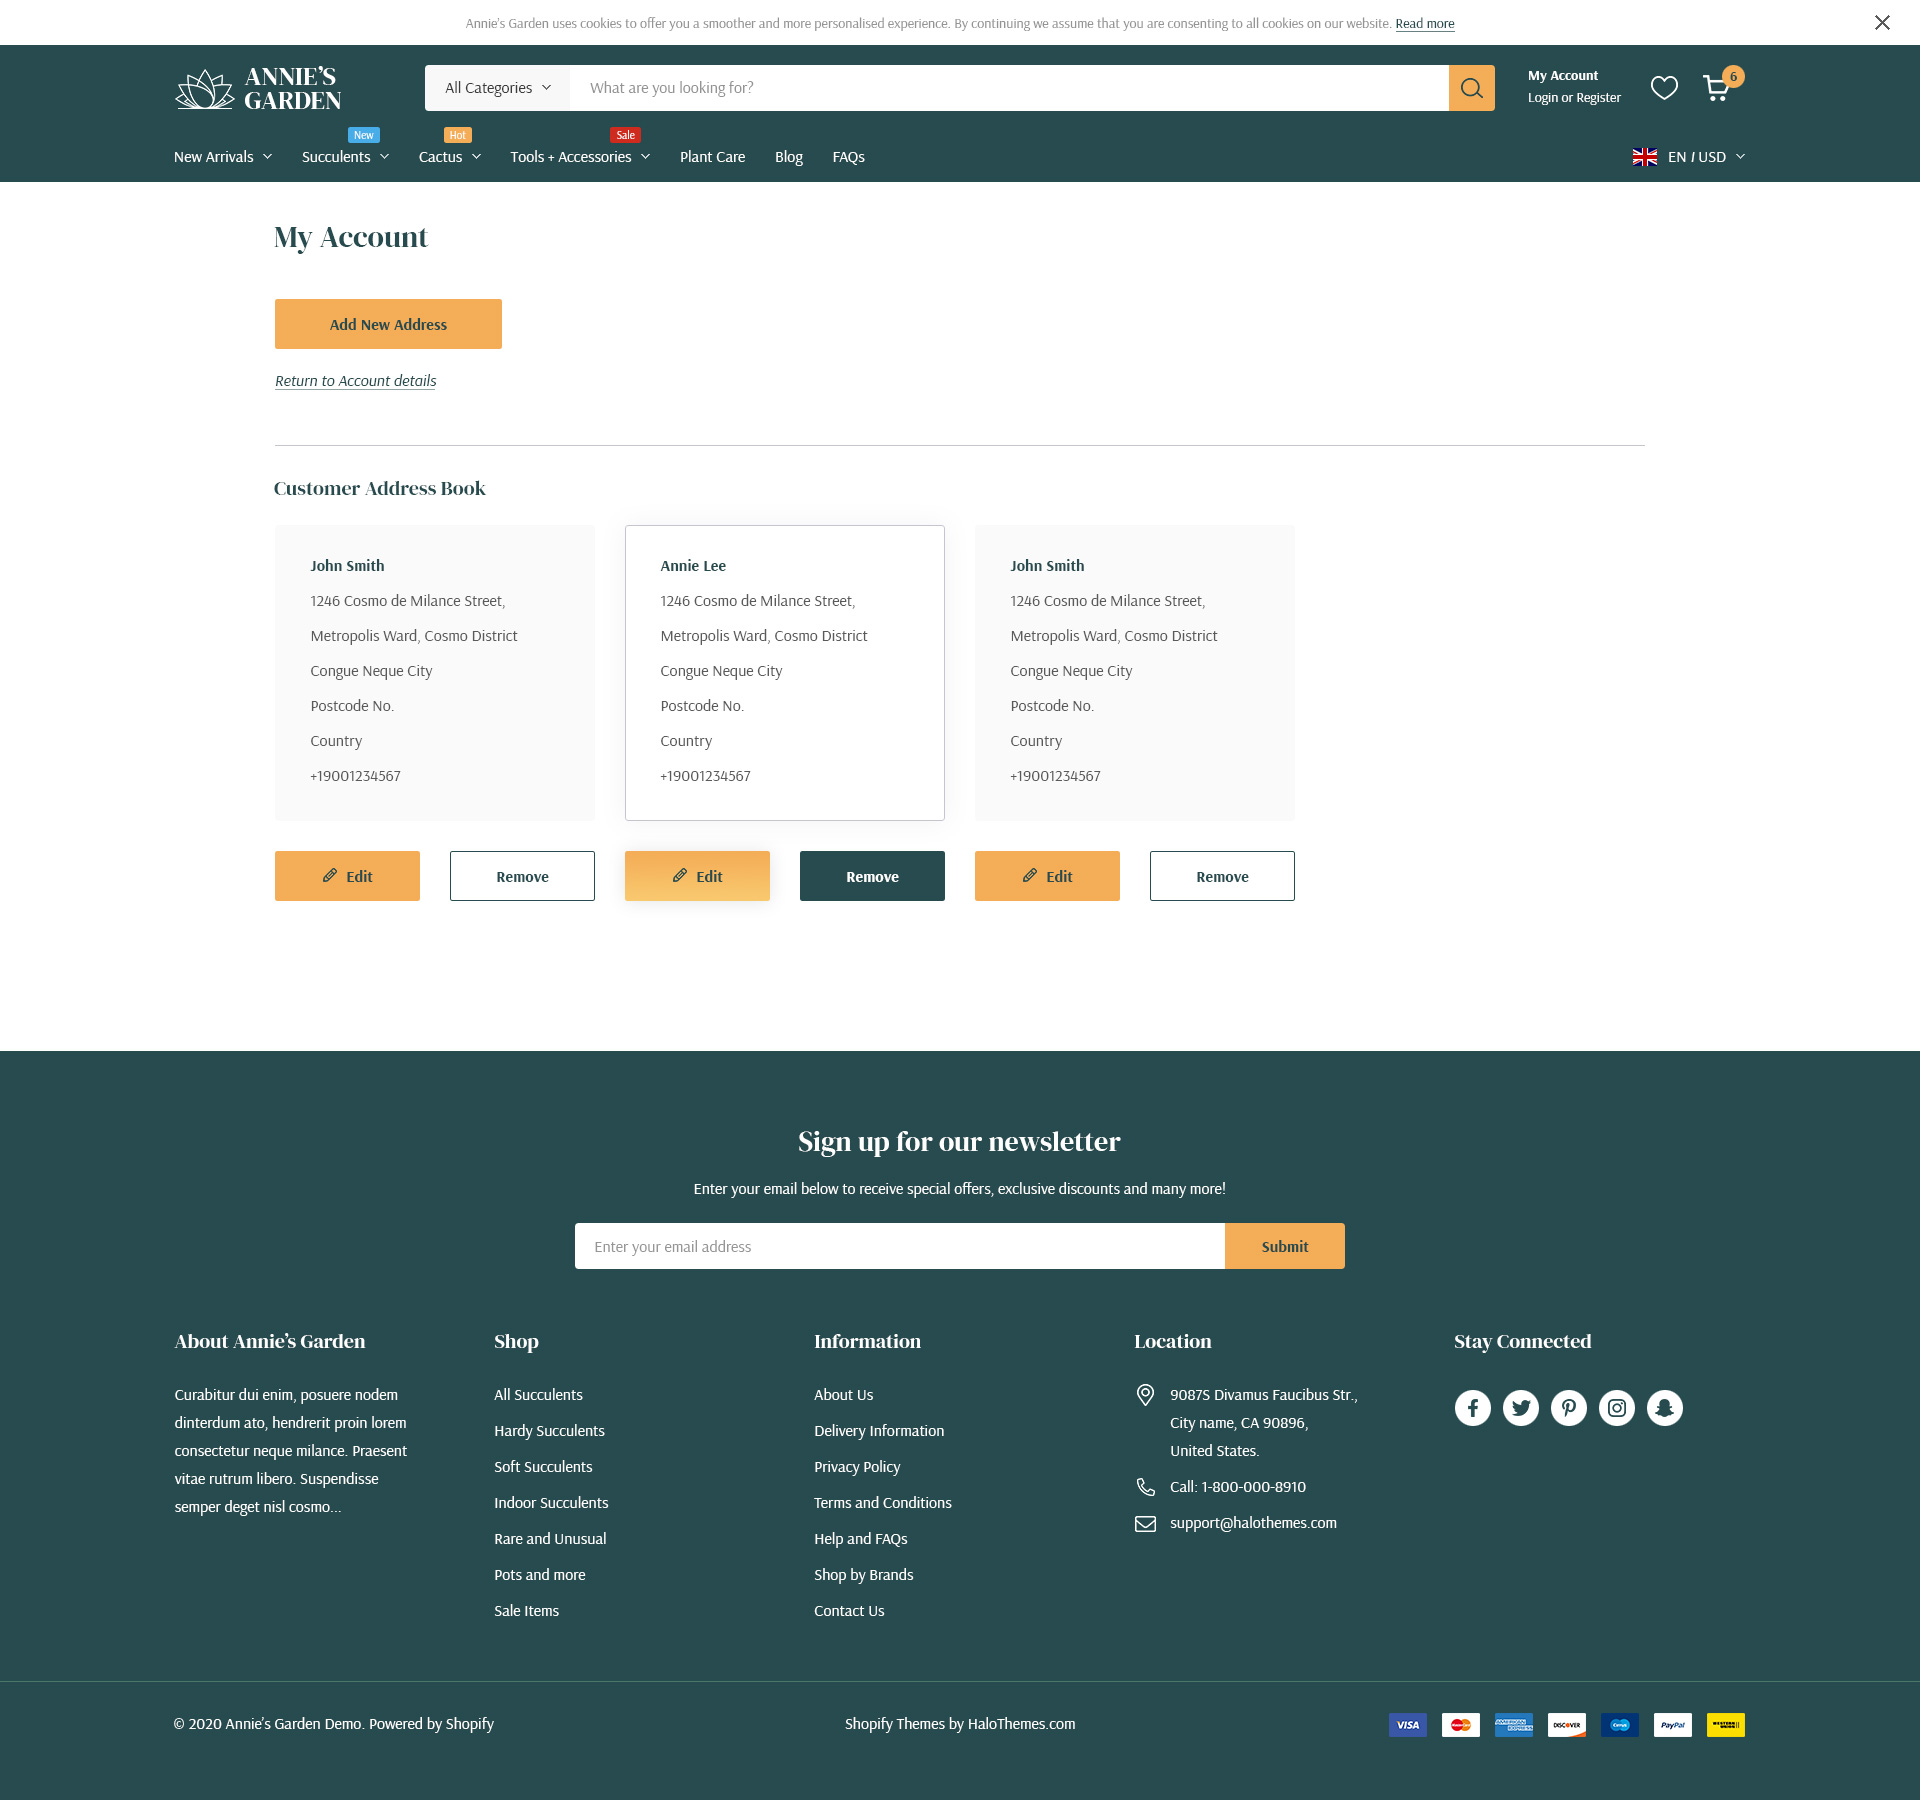 Annie's Garden uses cookies to offer you a smoother and more personalised experience. By continuing we assume that you are consenting to all cookies on our website. Read more
ANNIE'S
GARDEN
All Categories
What are you looking for?
My Account
Login or Register
6
New Arrivals
New
Succulents
Hot
Cactus
Sale
Tools + Accessories
Plant Care
Blog
FAQs
EN / USD
My Account
Add New Address
Return to Account details
Customer Address Book
John Smith
1246 Cosmo de Milance Street,
Metropolis Ward, Cosmo District
Congue Neque City
Postcode No.
Country
+19001234567
Edit
Remove
Annie Lee
1246 Cosmo de Milance Street,
Metropolis Ward, Cosmo District
Congue Neque City
Postcode No.
Country
+19001234567
Edit
Remove
John Smith
1246 Cosmo de Milance Street,
Metropolis Ward, Cosmo District
Congue Neque City
Postcode No.
Country
+19001234567
Edit
Remove
Sign up for our newsletter
Enter your email below to receive special offers, exclusive discounts and many more!
Enter your email address
Submit
About Annie's Garden
Curabitur dui enim, posuere nodem
dinterdum ato, hendrerit proin lorem
consectetur neque milance. Praesent
vitae rutrum libero. Suspendisse
semper deget nisl cosmo...
Shop
All Succulents
Hardy Succulents
Soft Succulents
Indoor Succulents
Rare and Unusual
Pots and more
Sale Items
Information
About Us
Delivery Information
Privacy Policy
Terms and Conditions
Help and FAQs
Shop by Brands
Contact Us
Location
9087S Divamus Faucibus Str.,
City name, CA 90896,
United States.
Call: 1-800-000-8910
support@halothemes.com
Stay Connected
© 2020 Annie's Garden Demo. Powered by Shopify
Shopify Themes by HaloThemes.com
VISA
MasterCard
AMERICAN EXPRESS
DISCOVER
Cirrus
PayPal
WESTERN UNION